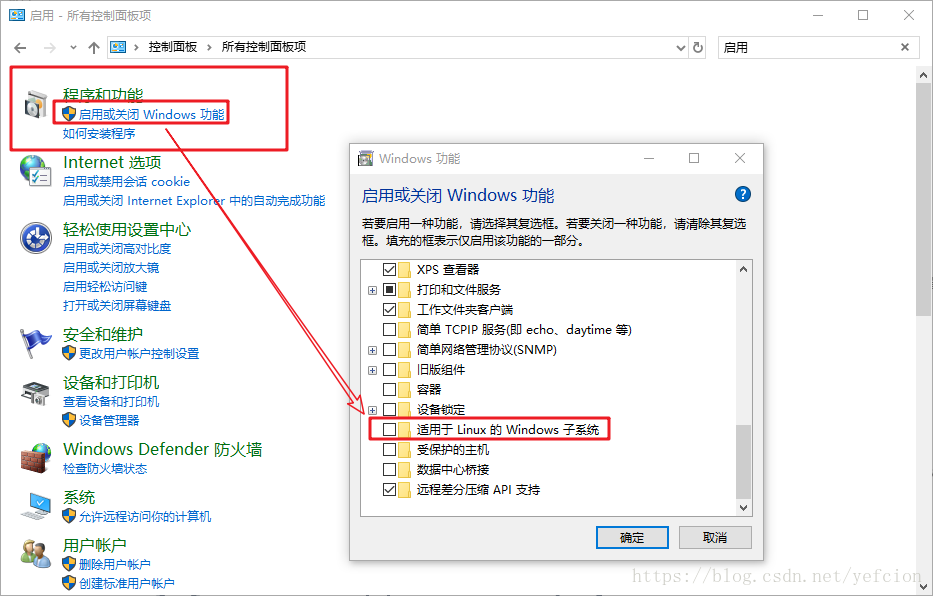 启用 - 所有控制面板项
控制面板 所有控制面板项
启用
程序和功能
启用或关闭 Windows 功能
如何安装程序
Internet 选项
启用或禁用会话 cookie
启用或关闭 Internet Explorer 中的自动完成功能
轻松使用设置中心
启用或关闭高对比度
启用或关闭放大镜
启用轻松访问键
打开或关闭屏幕键盘
安全和维护
更改用户帐户控制设置
设备和打印机
查看设备和打印机
设备管理器
Windows Defender 防火墙
检查防火墙状态
系统
允许远程访问你的计算机
用户帐户
删除用户帐户
创建标准用户帐户
Windows 功能
启用或关闭 Windows 功能
若要启用一种功能，请选择其复选框。若要关闭一种功能，请清除其复选
框。填充的框表示仅启用该功能的一部分。
XPS 查看器
打印和文件服务
工作文件夹客户端
简单 TCPIP 服务(即 echo、daytime 等)
简单网络管理协议(SNMP)
旧版组件
容器
设备锁定
适用于 Linux 的 Windows 子系统
受保护的主机
数据中心桥接
远程差分压缩 API 支持
确定
取消
https://blog.csdn.net/yefcion